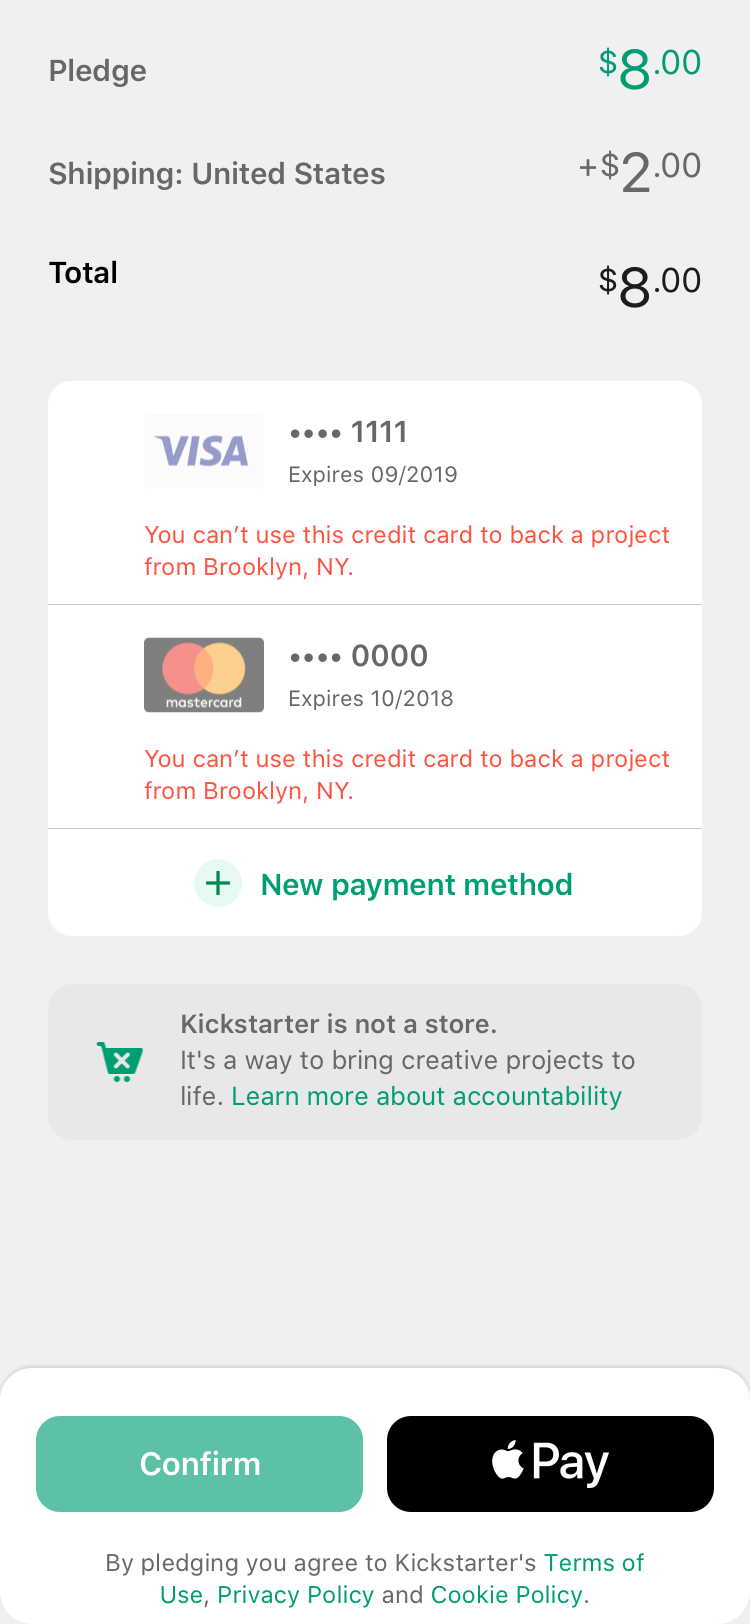 Pledge $8.00
Shipping: United States +$2.00
Total $8.00
VISA •••• 1111
Expires 09/2019
You can’t use this credit card to back a project
from Brooklyn, NY.
•••• 0000
mastercard Expires 10/2018
You can’t use this credit card to back a project
from Brooklyn, NY.
+ New payment method
Kickstarter is not a store.
It's a way to bring creative projects to
life. Learn more about accountability
Confirm Pay
By pledging you agree to Kickstarter's Terms of
Use, Privacy Policy and Cookie Policy.